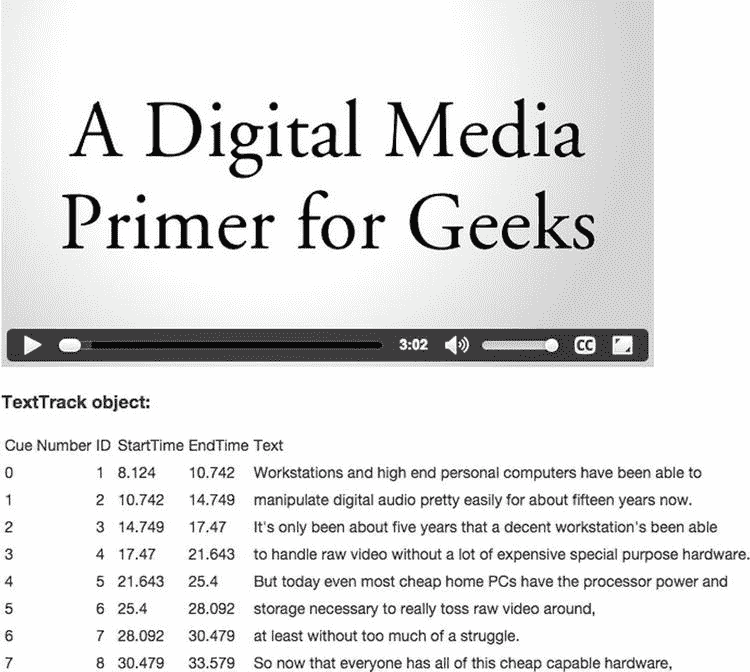 A Digital Media
Primer for Geeks
3:02 CC
TextTrack object:
Cue Number ID StartTime EndTime Text
0 1 8.124 10.742 Workstations and high end personal computers have been able to
1 2 10.742 14.749 manipulate digital audio pretty easily for about fifteen years now.
2 3 14.749 17.47 It's only been about five years that a decent workstation's been able
3 4 17.47 21.643 to handle raw video without a lot of expensive special purpose hardware.
4 5 21.643 25.4 But today even most cheap home PCs have the processor power and
5 6 25.4 28.092 storage necessary to really toss raw video around,
6 7 28.092 30.479 at least without too much of a struggle.
7 8 30.479 33.579 So now that everyone has all of this cheap capable hardware,